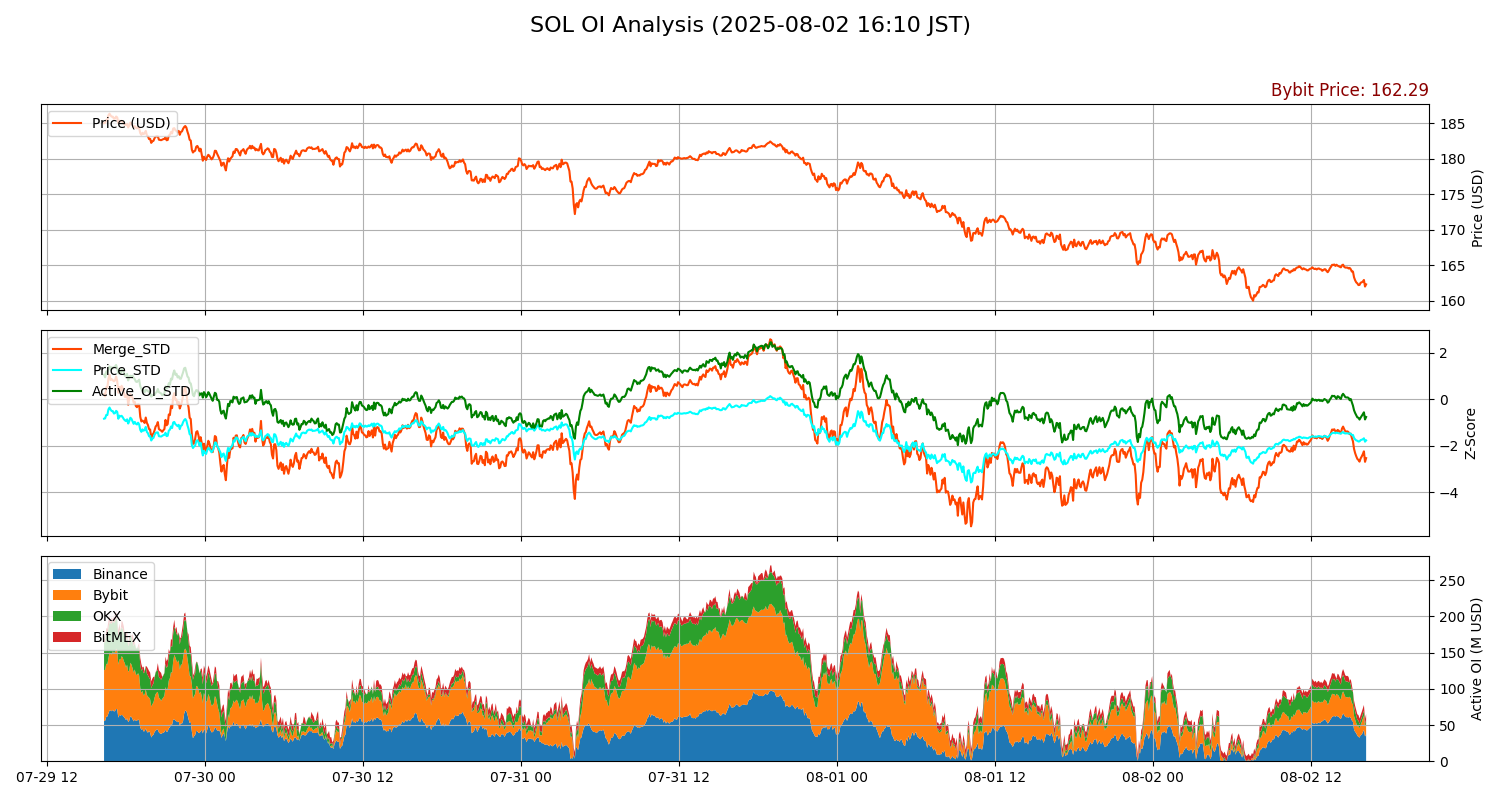 SOL OI Analysis (2025-08-02 16:10 JST)
Bybit Price: 162.29
Price (USD)
185
180
175
170
165
160
Price (USD)
Merge_STD
Price_STD
Active_OI_STD
2
0
−2
−4
Z-Score
Binance
Bybit
OKX
BitMEX
250
200
150
100
50
0
Active OI (M USD)
07-29 12
07-30 00
07-30 12
07-31 00
07-31 12
08-01 00
08-01 12
08-02 00
08-02 12